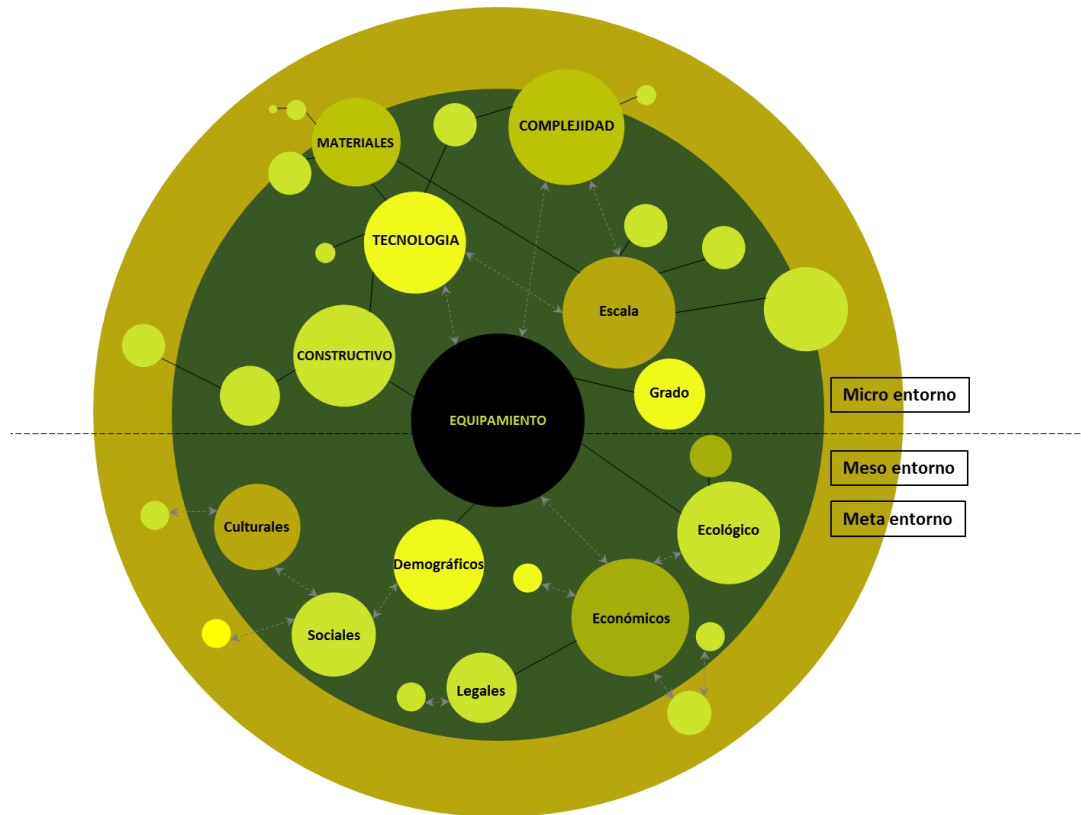 COMPLEJIDAD
MATERIALES
TECNOLOGIA
Escala
CONSTRUCTIVO
Grado
Micro entorno
EQUIPAMIENTO
Meso entorno
Meta entorno
Culturales
Ecológico
Demográficos
Económicos
Sociales
Legales